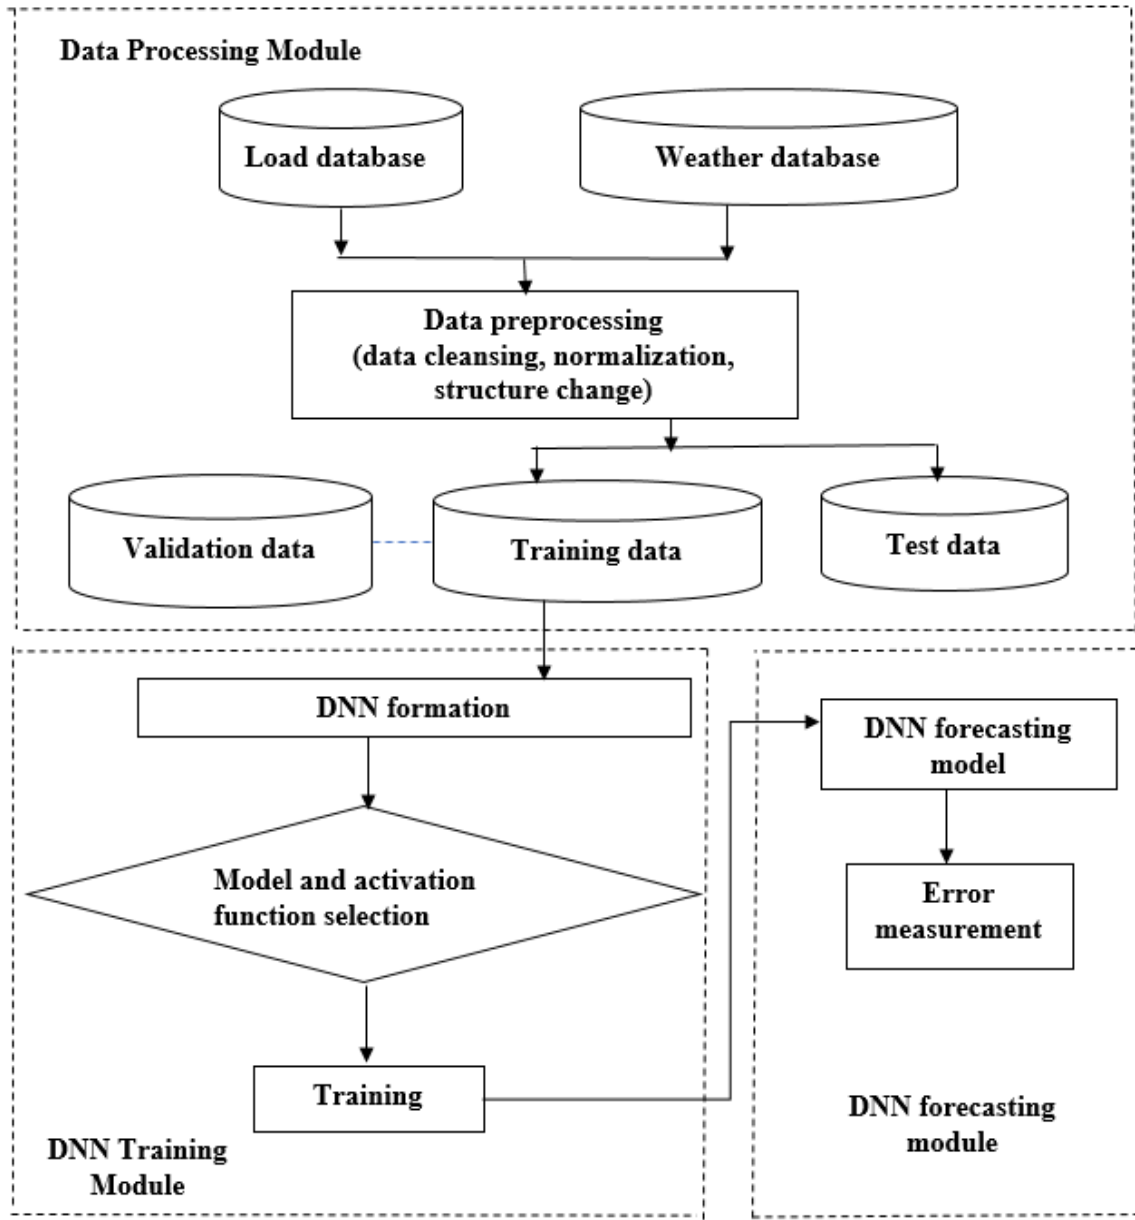 Data Processing Module
Load database
Weather database
Data preprocessing
(data cleansing, normalization,
structure change)
Validation data
Training data
Test data
DNN formation
Model and activation
function selection
Training
DNN Training
Module
DNN forecasting
model
Error
measurement
DNN forecasting
module